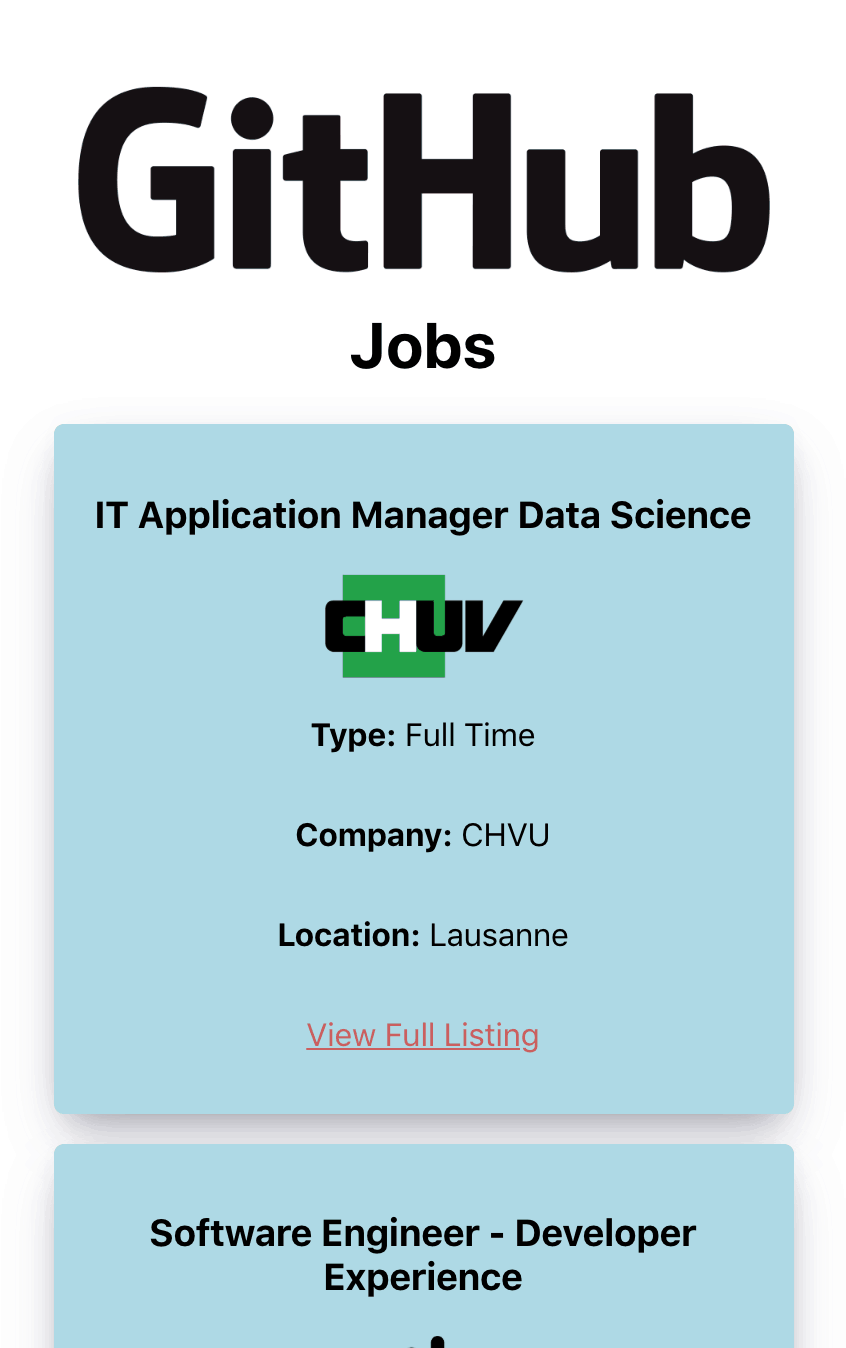 GitHub
Jobs
IT Application Manager Data Science
CHUV
Type: Full Time
Company: CHVU
Location: Lausanne
View Full Listing
Software Engineer - Developer
Experience